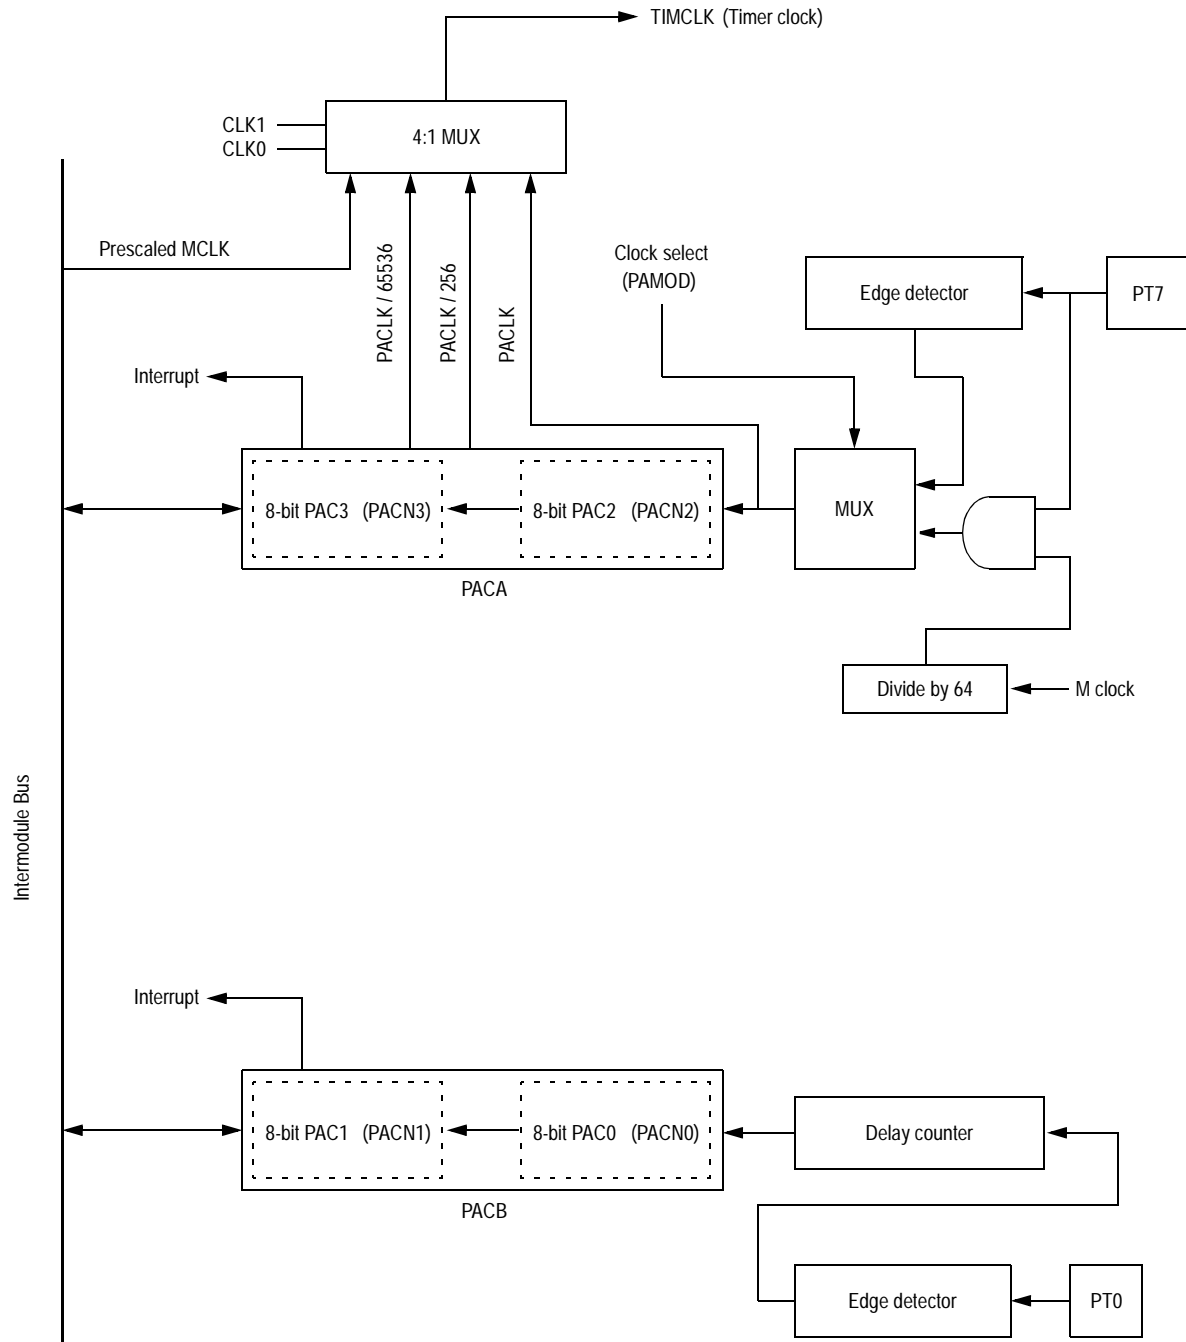 TIMCLK (Timer clock)
CLK1
CLK0
4:1 MUX
Prescaled MCLK
PACLK / 65536
PACLK / 256
PACLK
Clock select
(PAMOD)
Edge detector
PT7
Interrupt
8-bit PAC3 (PACN3)
8-bit PAC2 (PACN2)
MUX
PACA
Divide by 64
M clock
Intermodule Bus
Interrupt
8-bit PAC1 (PACN1)
8-bit PAC0 (PACN0)
Delay counter
PACB
Edge detector
PT0